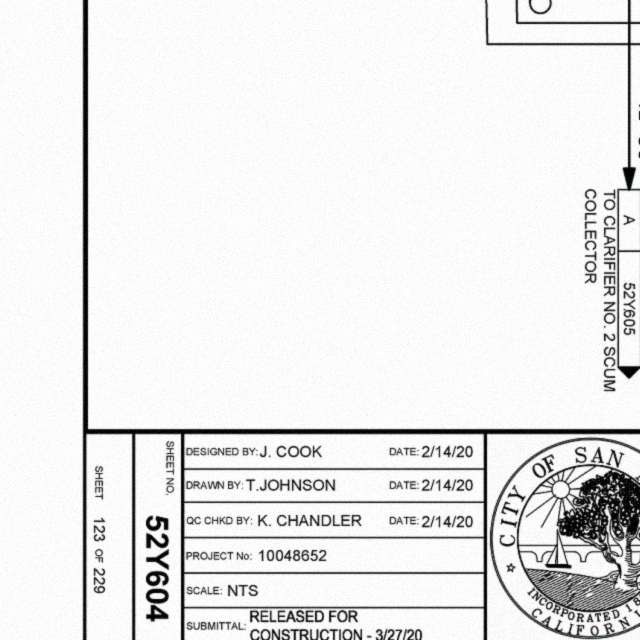 A
52Y605
TO CLARIFIER NO. 2 SCUM
COLLECTOR
SHEET 123 OF 229
SHEET NO.
52Y604
DESIGNED BY: J. COOK DATE: 2/14/20
DRAWN BY: T.JOHNSON DATE: 2/14/20
QC CHKD BY: K. CHANDLER DATE: 2/14/20
PROJECT No: 10048652
SCALE: NTS
SUBMITTAL: RELEASED FOR
CONSTRUCTION - 3/27/20
CITY OF SAN
INCORPORATED
CALIFORN